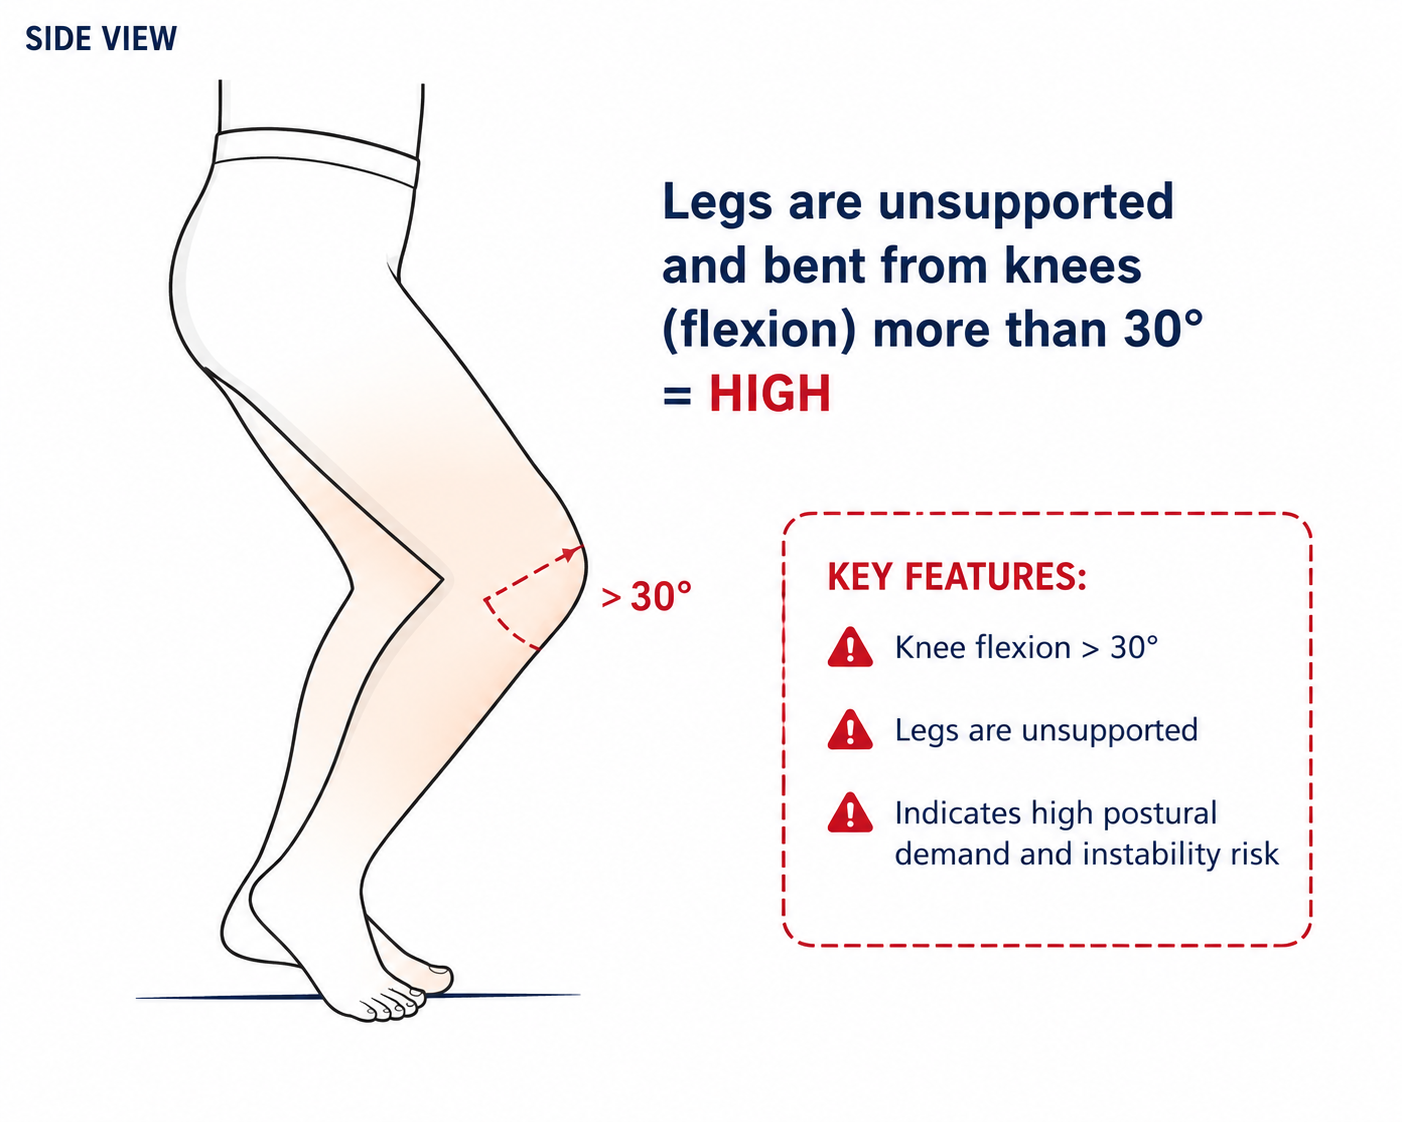 SIDE VIEW
Legs are unsupported
and bent from knees
(flexion) more than 30°
= HIGH
> 30°
KEY FEATURES:
Knee flexion > 30°
Legs are unsupported
Indicates high postural
demand and instability risk